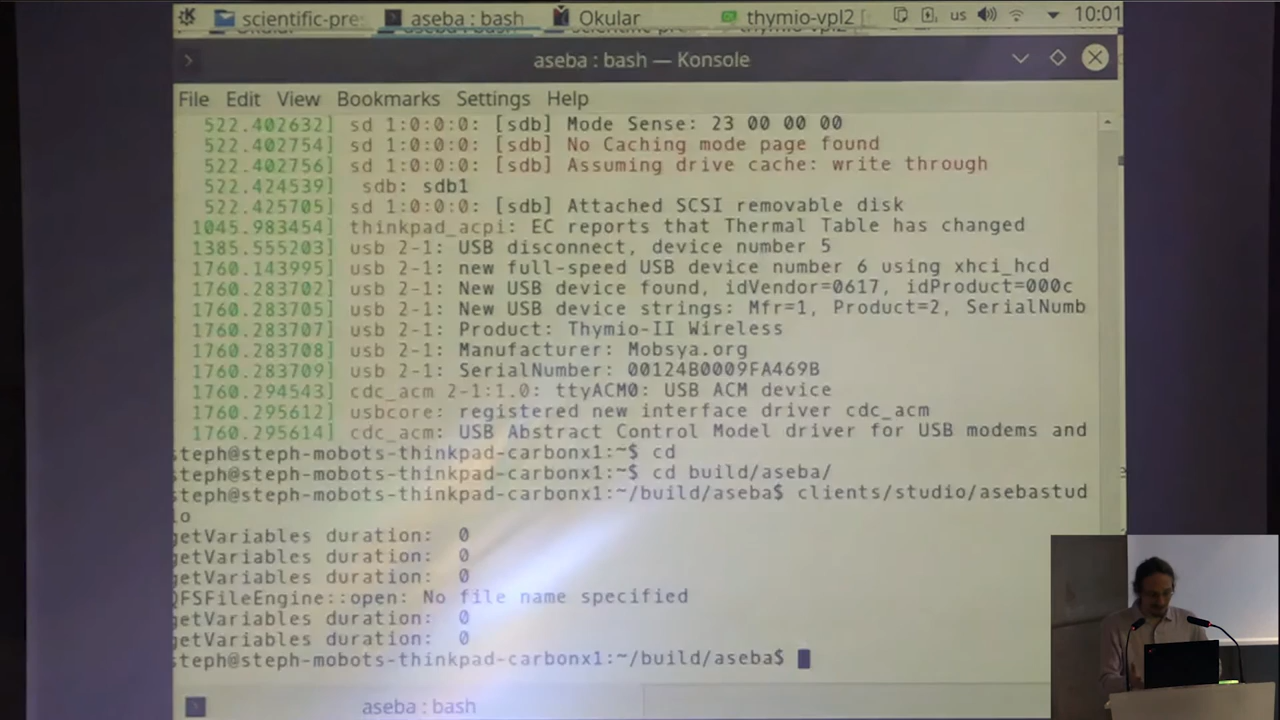 scientific-pres aseba : bash Okular thymio-vpl2 [ us 10:01
aseba : bash — Konsole
File Edit View Bookmarks Settings Help
522.402632] sd 1:0:0:0: [sdb] Mode Sense: 23 00 00 00
522.402754] sd 1:0:0:0: [sdb] No Caching mode page found
522.402756] sd 1:0:0:0: [sdb] Assuming drive cache: write through
522.424539] sdb: sdb1
522.425705] sd 1:0:0:0: [sdb] Attached SCSI removable disk
1045.983454] thinkpad_acpi: EC reports that Thermal Table has changed
1385.555203] usb 2-1: USB disconnect, device number 5
1760.143995] usb 2-1: new full-speed USB device number 6 using xhci_hcd
1760.283702] usb 2-1: New USB device found, idVendor=0617, idProduct=000c
1760.283705] usb 2-1: New USB device strings: Mfr=1, Product=2, SerialNumb
1760.283707] usb 2-1: Product: Thymio-II Wireless
1760.283708] usb 2-1: Manufacturer: Mobsya.org
1760.283709] usb 2-1: SerialNumber: 00124B0009FA469B
1760.294543] cdc_acm 2-1:1.0: ttyACM0: USB ACM device
1760.295612] usbcore: registered new interface driver cdc_acm
1760.295614] cdc_acm: USB Abstract Control Model driver for USB modems and
steph@steph-mobots-thinkpad-carbonx1:~$ cd
steph@steph-mobots-thinkpad-carbonx1:~$ cd build/aseba/
steph@steph-mobots-thinkpad-carbonx1:~/build/aseba$ clients/studio/asebastud
io
getVariables duration: 0
getVariables duration: 0
getVariables duration: 0
QFSFileEngine::open: No file name specified
getVariables duration: 0
getVariables duration: 0
steph@steph-mobots-thinkpad-carbonx1:~/build/aseba$
aseba : bash